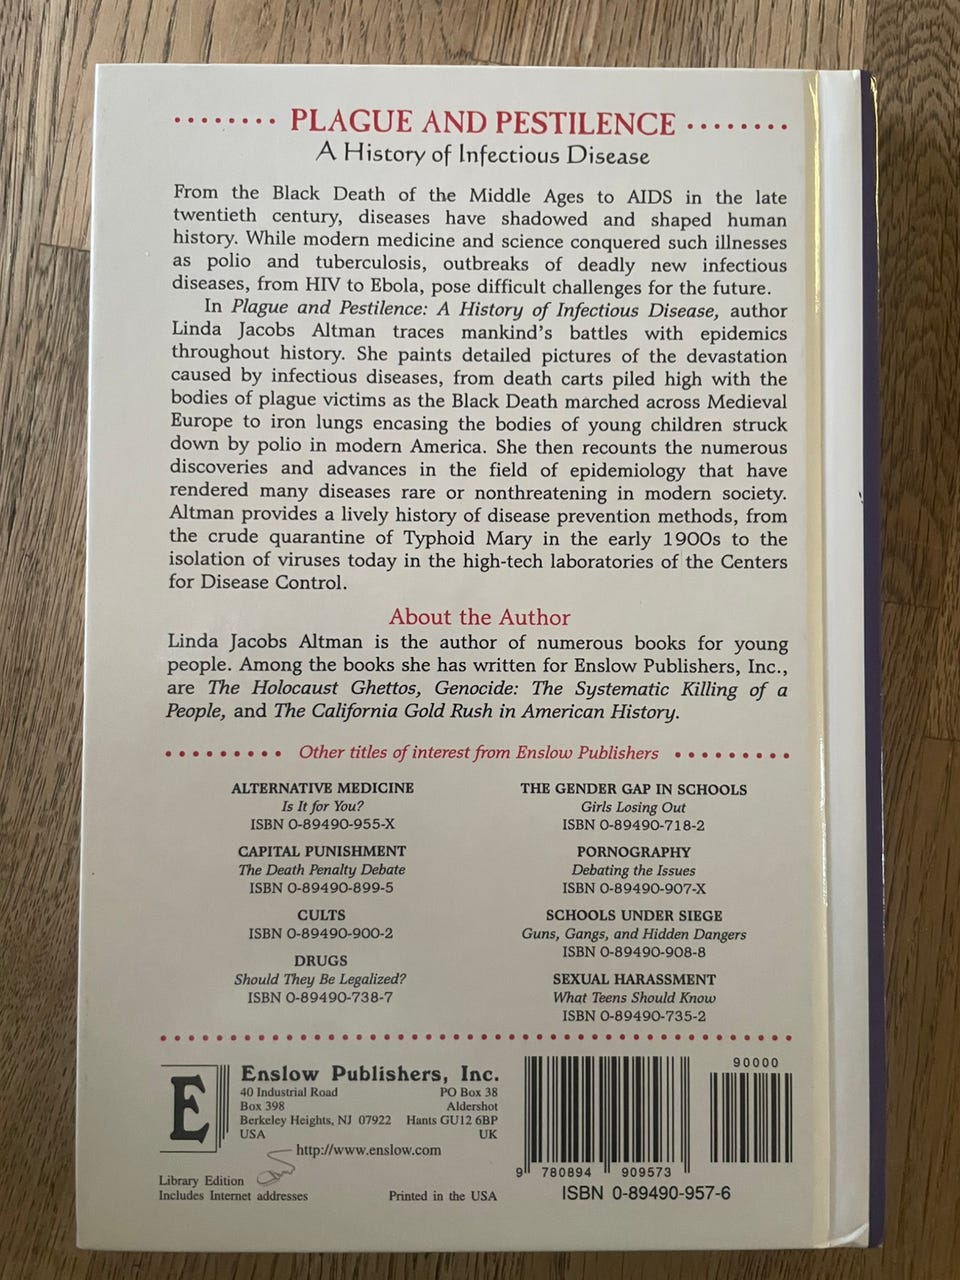 PLAGUE AND PESTILENCE
A History of Infectious Disease
From the Black Death of the Middle Ages to AIDS in the late
twentieth century, diseases have shadowed and shaped human
history. While modern medicine and science conquered such illnesses
as polio and tuberculosis, outbreaks of deadly new infectious
diseases, from HIV to Ebola, pose difficult challenges for the future.
In Plague and Pestilence: A History of Infectious Disease, author
Linda Jacobs Altman traces mankind's battles with epidemics
throughout history. She paints detailed pictures of the devastation
caused by infectious diseases, from death carts piled high with the
bodies of plague victims as the Black Death marched across Medieval
Europe to iron lungs encasing the bodies of young children struck
down by polio in modern America. She then recounts the numerous
discoveries and advances in the field of epidemiology that have
rendered many diseases rare or nonthreatening in modern society.
Altman provides a lively history of disease prevention methods, from
the crude quarantine of Typhoid Mary in the early 1900s to the
isolation of viruses today in the high-tech laboratories of the Centers
for Disease Control.
About the Author
Linda Jacobs Altman is the author of numerous books for young
people. Among the books she has written for Enslow Publishers, Inc.,
are The Holocaust Ghettos, Genocide: The Systematic Killing of a
People, and The California Gold Rush in American History.
Other titles of interest from Enslow Publishers
ALTERNATIVE MEDICINE
Is It for You?
ISBN 0-89490-955-X
CAPITAL PUNISHMENT
The Death Penalty Debate
ISBN 0-89490-899-5
CULTS
ISBN 0-89490-900-2
DRUGS
Should They Be Legalized?
ISBN 0-89490-738-7
THE GENDER GAP IN SCHOOLS
Girls Losing Out
ISBN 0-89490-718-2
PORNOGRAPHY
Debating the Issues
ISBN 0-89490-907-X
SCHOOLS UNDER SIEGE
Guns, Gangs, and Hidden Dangers
ISBN 0-89490-908-8
SEXUAL HARASSMENT
What Teens Should Know
ISBN 0-89490-735-2
E
Enslow Publishers, Inc.
40 Industrial Road
Box 398
Berkeley Heights, NJ 07922
USA
PO Box 38
Aldershot
Hants GU12 6BP
UK
http://www.enslow.com
Library Edition
Includes Internet addresses
Printed in the USA
90000
9 780894 909573
ISBN 0-89490-957-6